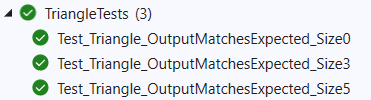 TriangleTests (3)
Test_Triangle_OutputMatchesExpected_Size0
Test_Triangle_OutputMatchesExpected_Size3
Test_Triangle_OutputMatchesExpected_Size5